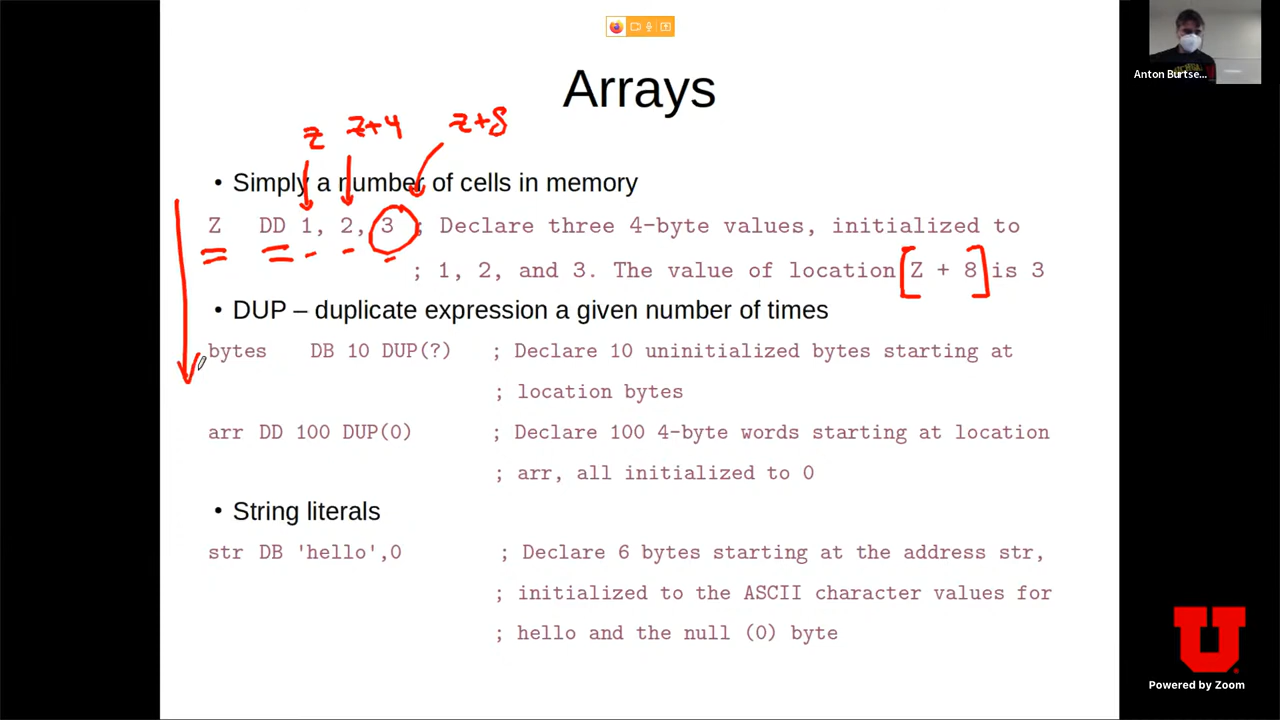 Arrays
z z+4 z+8
• Simply a number of cells in memory
Z DD 1, 2, 3 ; Declare three 4-byte values, initialized to
; 1, 2, and 3. The value of location [Z + 8] is 3
• DUP – duplicate expression a given number of times
bytes DB 10 DUP(?) ; Declare 10 uninitialized bytes starting at
; location bytes
arr DD 100 DUP(0) ; Declare 100 4-byte words starting at location
; arr, all initialized to 0
• String literals
str DB 'hello',0 ; Declare 6 bytes starting at the address str,
; initialized to the ASCII character values for
; hello and the null (0) byte
Anton Burtse...
U
Powered by Zoom